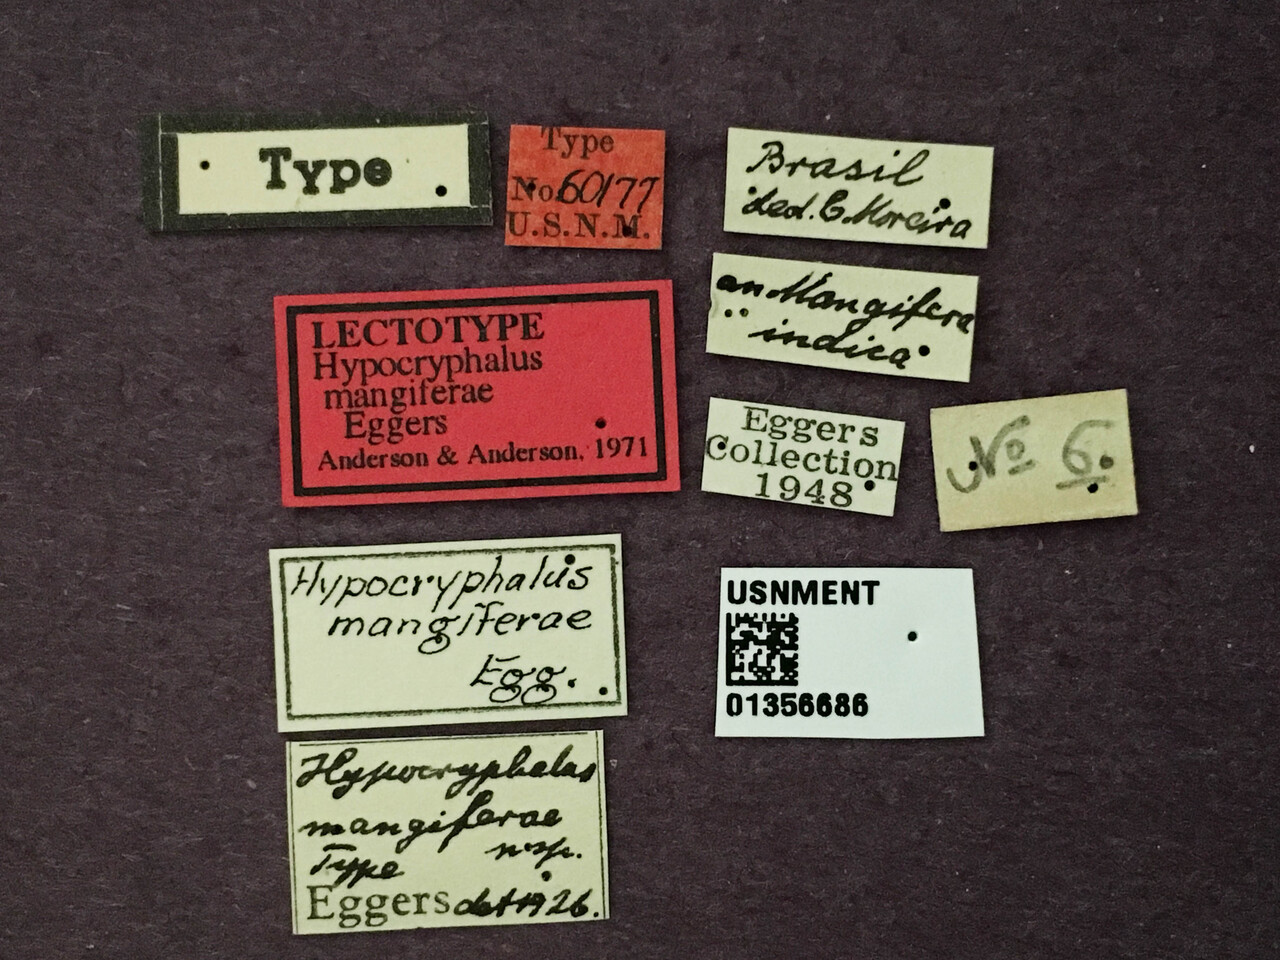 Type
Type
No.60177
U.S.N.M.
Brasil
ded. C. Moreira
LECTOTYPE
Hypocryphalus
mangiferae
Eggers
Anderson & Anderson, 1971
an Mangifera
indica
Eggers
Collection
1948
No 6.
Hypocryphalus
mangiferae
Egg.
USNMENT
01356686
Hypocryphalus
mangiferae
n.sp.
Type
Eggers det 1926.